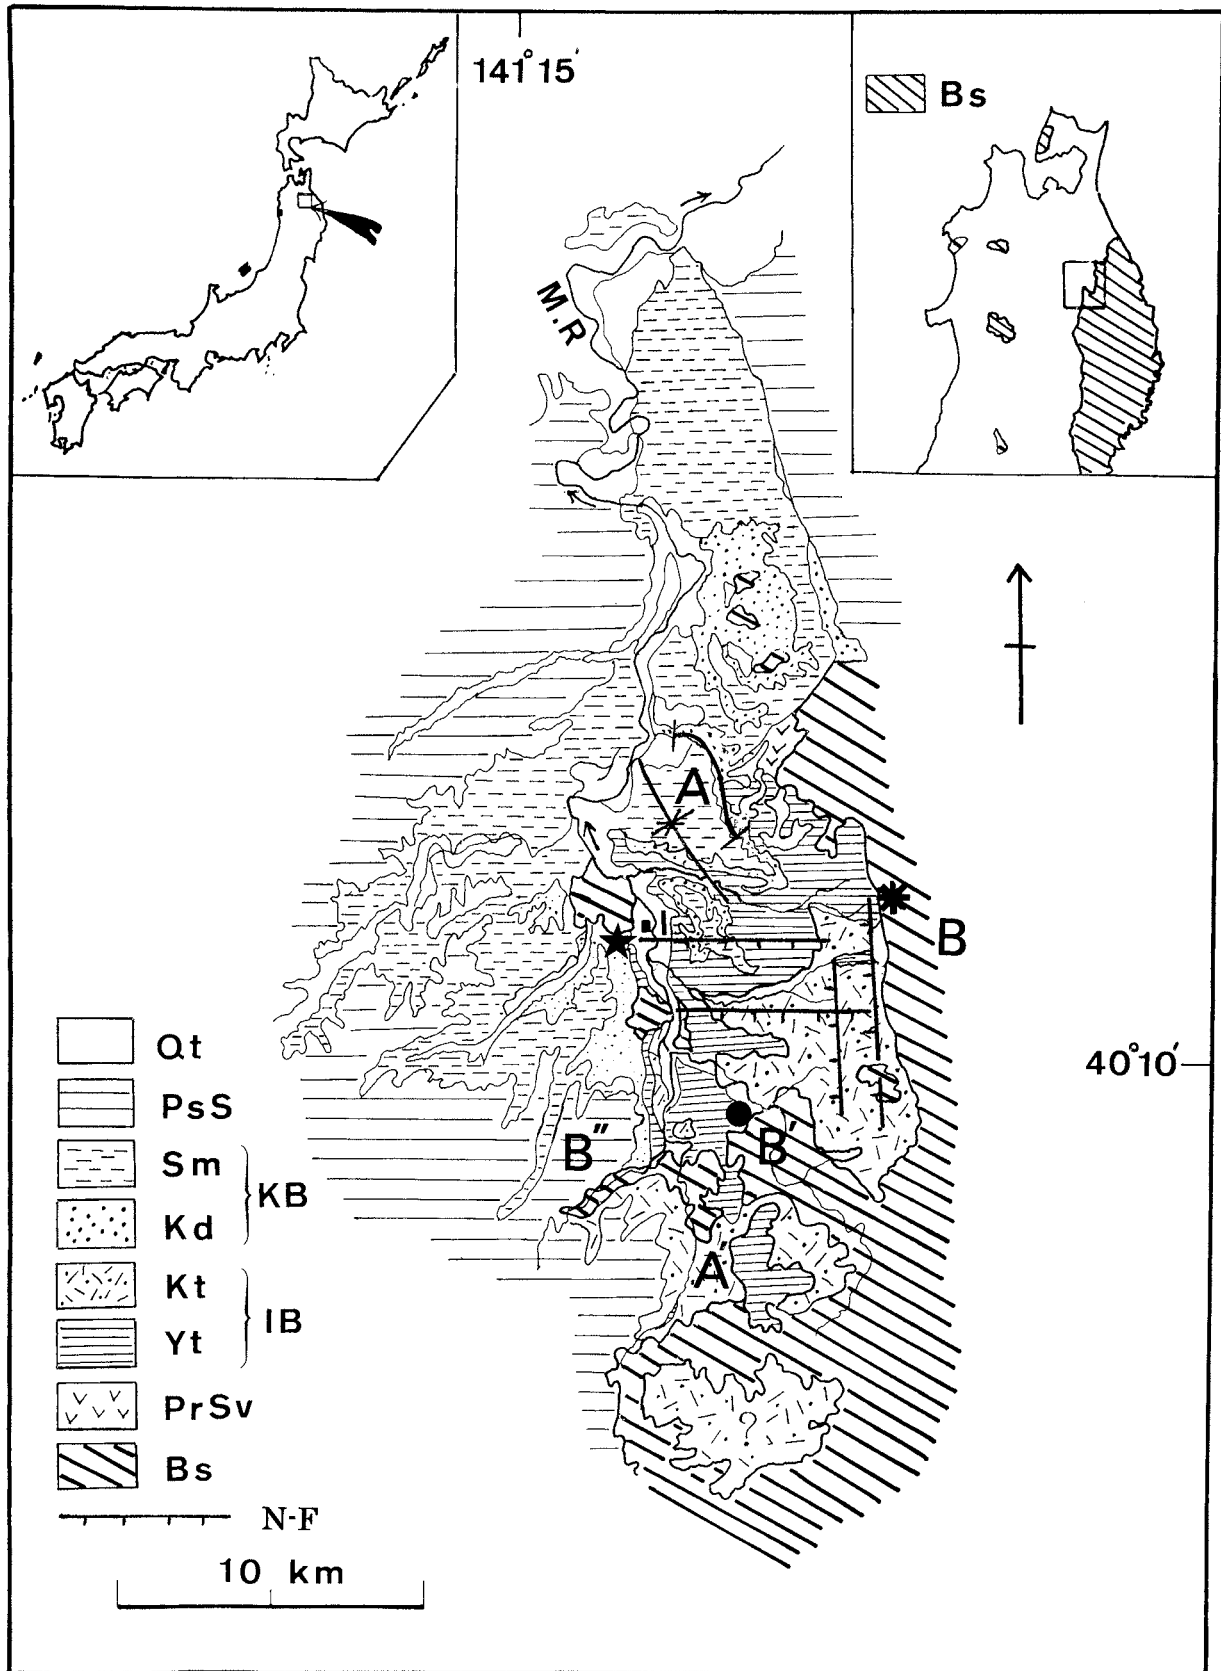 141°15′
Bs
M.R
A
B
I
B″
B′
A′
?
40°10′
Qt
PsS
Sm
KB
Kd
Kt
IB
Yt
PrSv
Bs
N-F
10 km